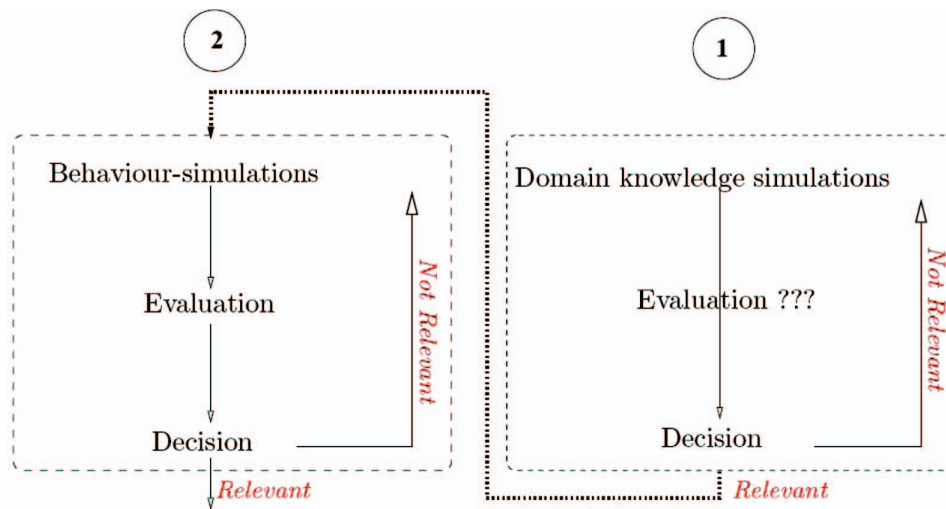 2
1
Behaviour-simulations
Domain knowledge simulations
Evaluation
Evaluation ???
Not Relevant
Not Relevant
Decision
Decision
Relevant
Relevant